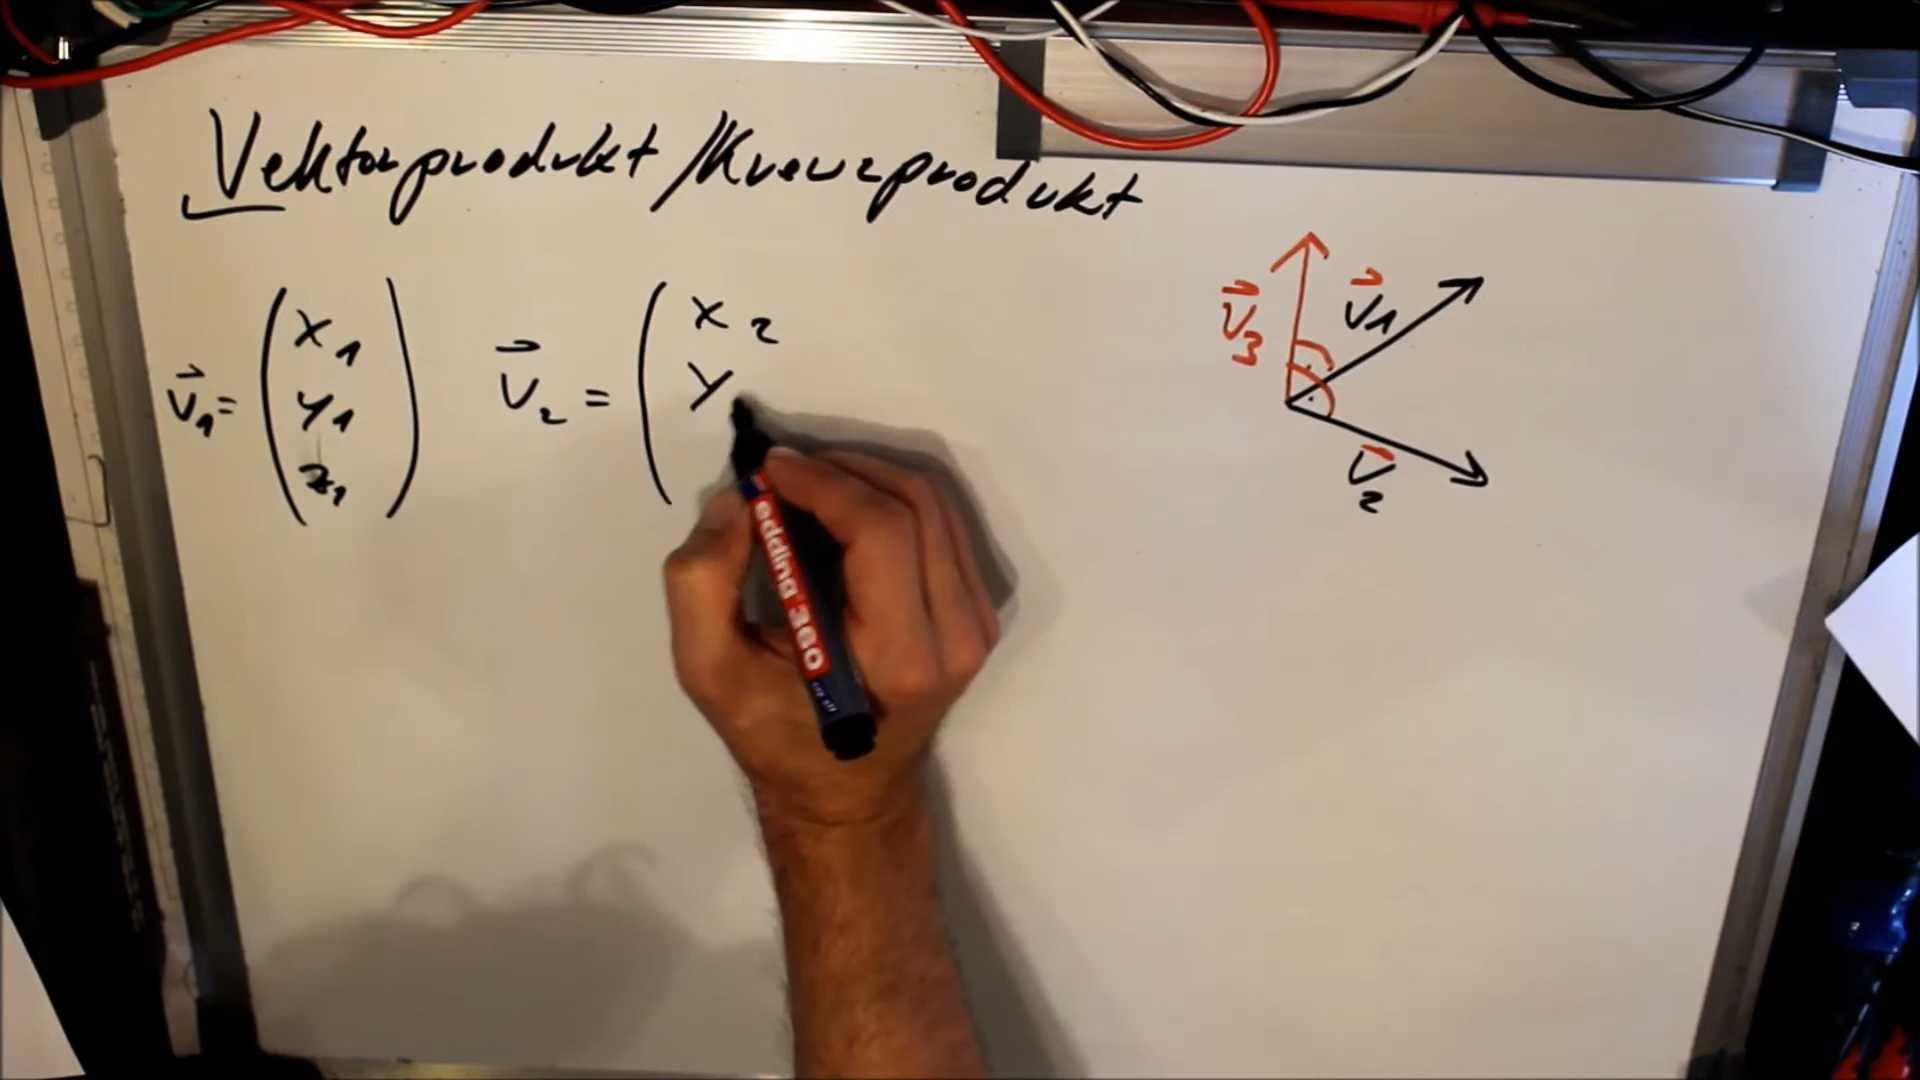 Vektorprodukt / Kreuzprodukt
v⃗₁ = ( x₁ y₁ z₁ )
v⃗₂ = ( x₂ y
v⃗₃
v⃗₁
v⃗₂
edding 360